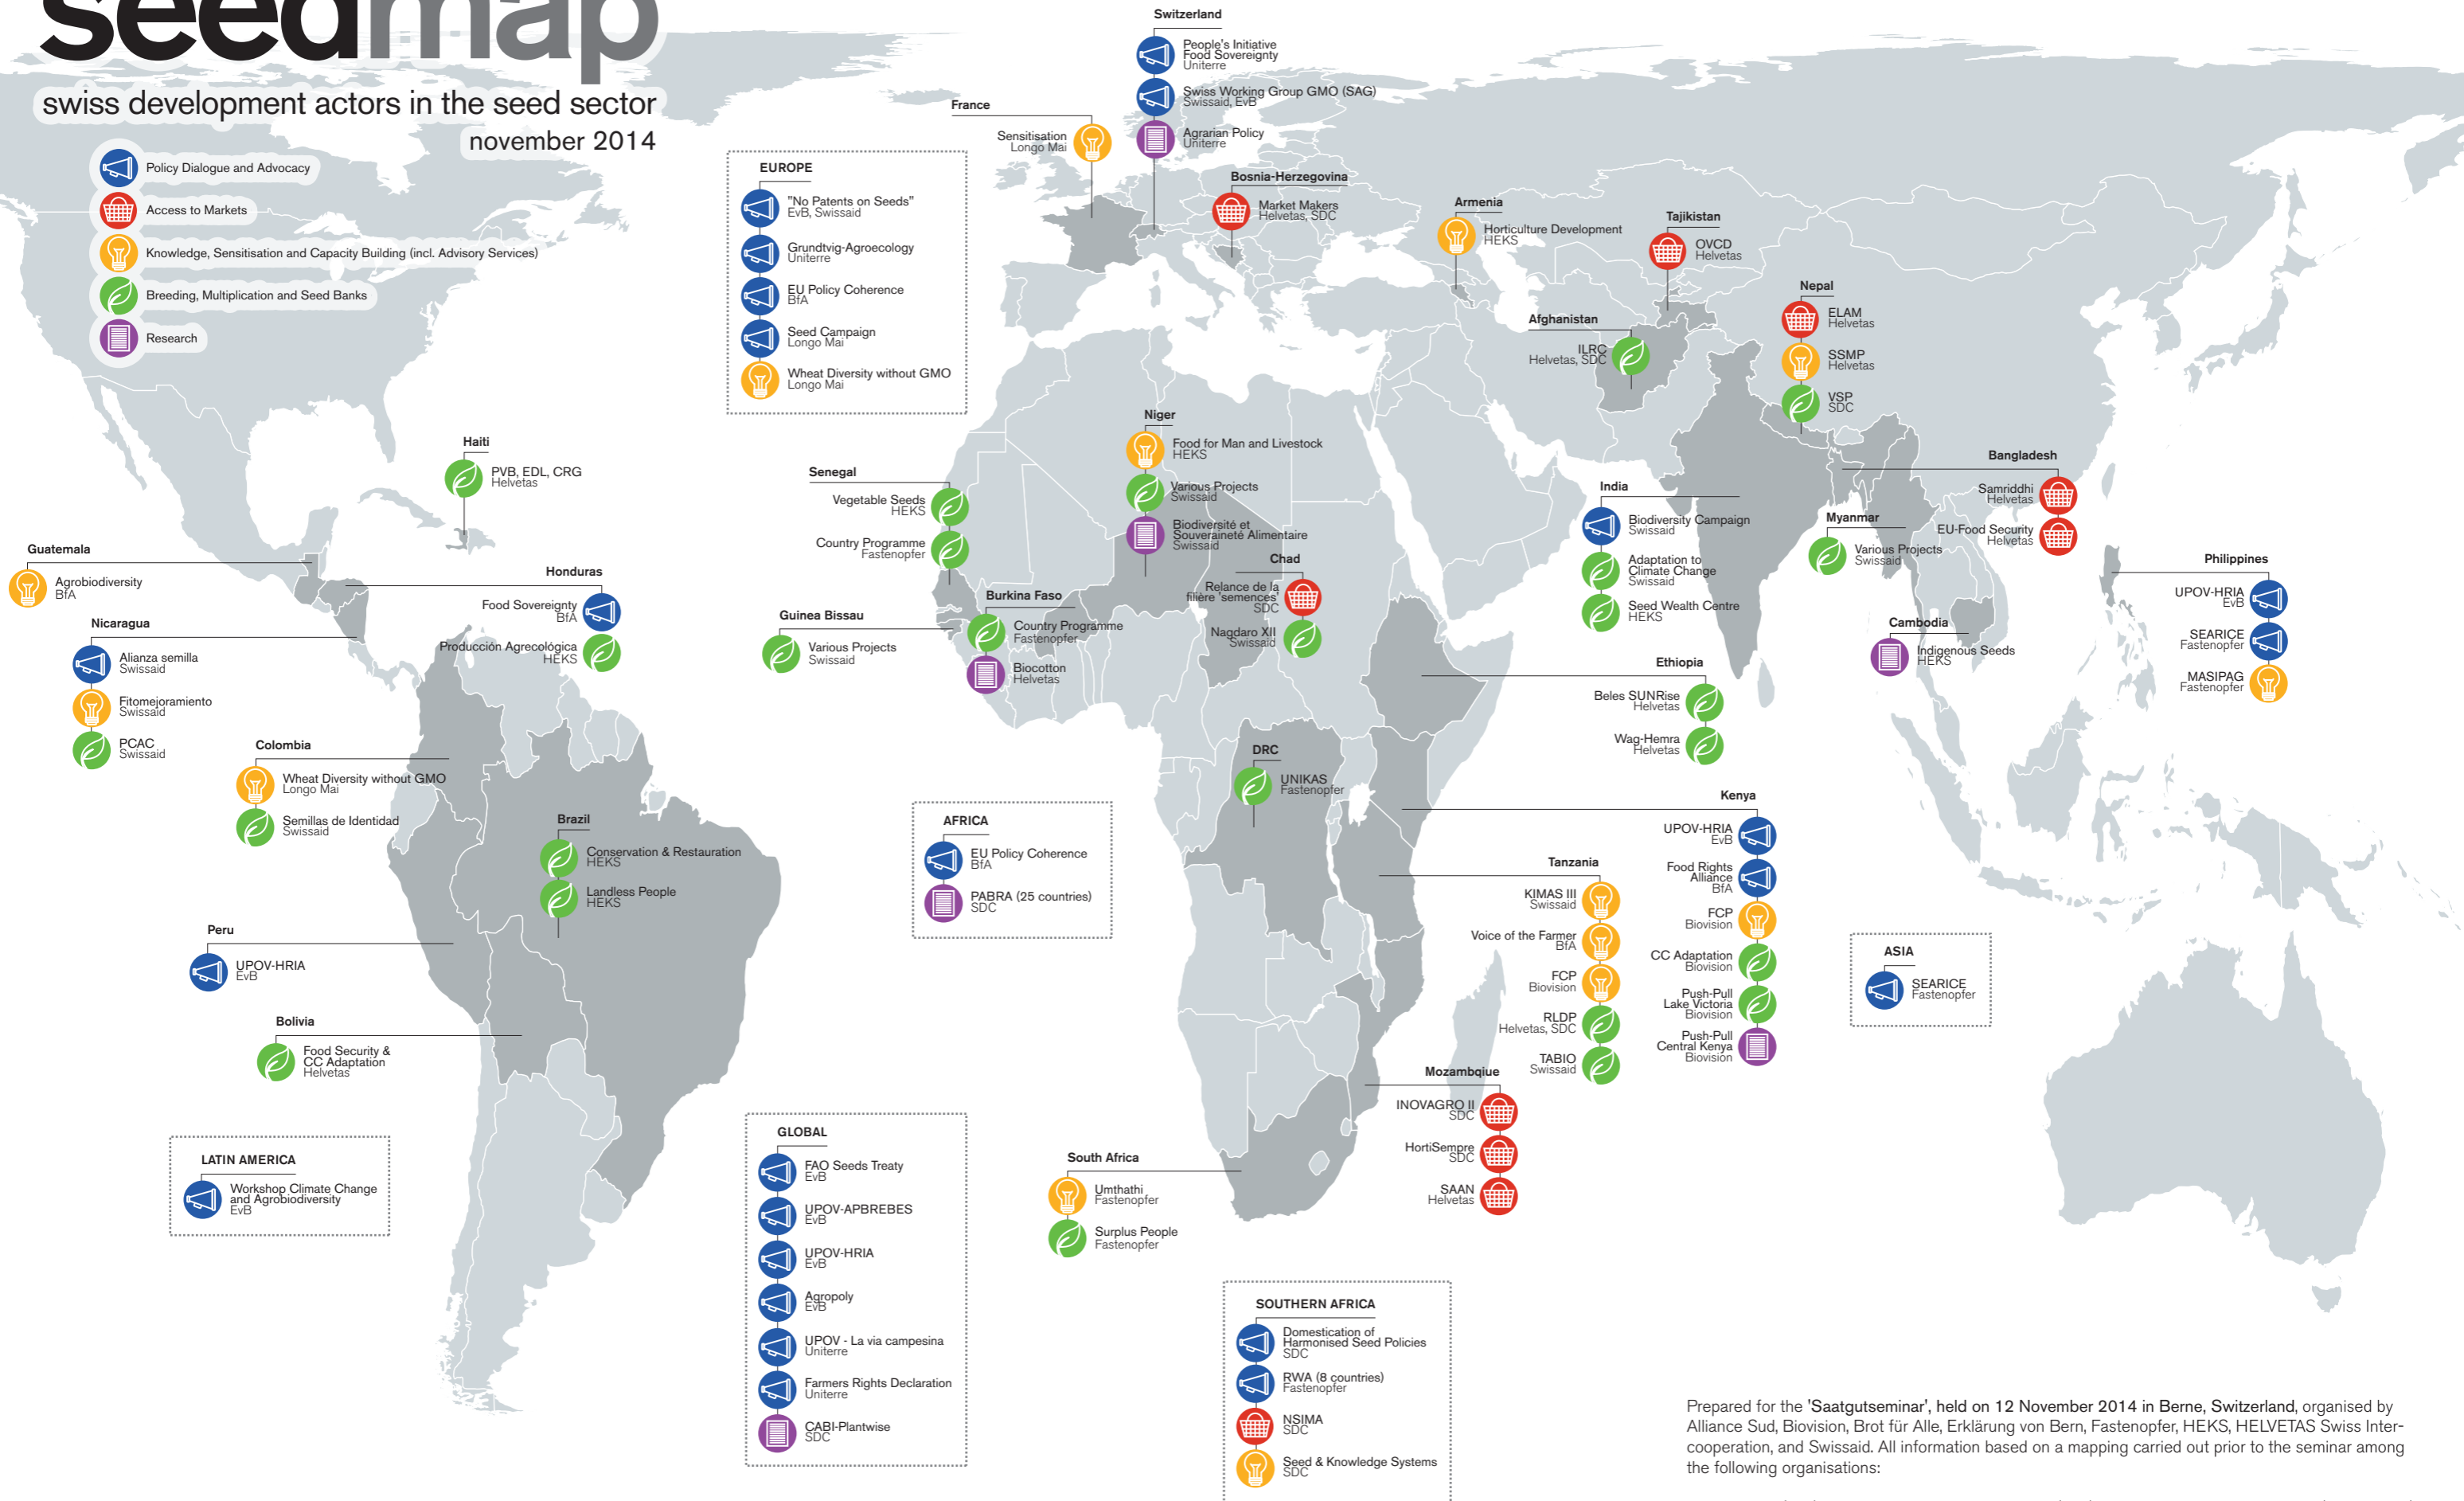 seedmap
swiss development actors in the seed sector
november 2014
Policy Dialogue and Advocacy
Access to Markets
Knowledge, Sensitisation and Capacity Building (incl. Advisory Services)
Breeding, Multiplication and Seed Banks
Research
Switzerland
People's Initiative
Food Sovereignty
Uniterre
Swiss Working Group GMO (SAG)
Swissaid, EvB
Agrarian Policy
Uniterre
France
Sensitisation
Longo Mai
EUROPE
"No Patents on Seeds"
EvB, Swissaid
Grundtvig-Agroecology
Uniterre
EU Policy Coherence
BfA
Seed Campaign
Longo Mai
Wheat Diversity without GMO
Longo Mai
Bosnia-Herzegovina
Market Makers
Helvetas, SDC
Armenia
Horticulture Development
HEKS
Tajikistan
OVCD
Helvetas
Afghanistan
ILRC
Helvetas, SDC
Nepal
ELAM
Helvetas
SSMP
Helvetas
VSP
SDC
Haiti
PVB, EDL, CRG
Helvetas
Senegal
Vegetable Seeds
HEKS
Country Programme
Fastenopfer
Niger
Food for Man and Livestock
HEKS
Various Projects
Swissaid
Biodiversité et
Souveraineté Alimentaire
Swissaid
Chad
Relance de la
filière 'semences'
SDC
Nagdaro XII
Swissaid
India
Biodiversity Campaign
Swissaid
Adaptation to
Climate Change
Swissaid
Seed Wealth Centre
HEKS
Bangladesh
Samriddhi
Helvetas
EU-Food Security
Helvetas
Myanmar
Various Projects
Swissaid
Philippines
UPOV-HRIA
EvB
SEARICE
Fastenopfer
MASIPAG
Fastenopfer
Cambodia
Indigenous Seeds
HEKS
Guatemala
Agrobiodiversity
BfA
Honduras
Food Sovereignty
BfA
Producción Agrecológica
HEKS
Nicaragua
Alianza semilla
Swissaid
Fitomejoramiento
Swissaid
PCAC
Swissaid
Guinea Bissau
Various Projects
Swissaid
Burkina Faso
Country Programme
Fastenopfer
Biocotton
Helvetas
Ethiopia
Beles SUNRise
Helvetas
Wag-Hemra
Helvetas
Colombia
Wheat Diversity without GMO
Longo Mai
Semillas de Identidad
Swissaid
Brazil
Conservation & Restauration
HEKS
Landless People
HEKS
DRC
UNIKAS
Fastenopfer
AFRICA
EU Policy Coherence
BfA
PABRA (25 countries)
SDC
Kenya
UPOV-HRIA
EvB
Food Rights
Alliance
BfA
FCP
Biovision
CC Adaptation
Biovision
Push-Pull
Lake Victoria
Biovision
Push-Pull
Central Kenya
Biovision
Tanzania
KIMAS III
Swissaid
Voice of the Farmer
BfA
FCP
Biovision
RLDP
Helvetas, SDC
TABIO
Swissaid
ASIA
SEARICE
Fastenopfer
Peru
UPOV-HRIA
EvB
Bolivia
Food Security &
CC Adaptation
Helvetas
Mozambqiue
INOVAGRO II
SDC
HortiSempre
SDC
SAAN
Helvetas
LATIN AMERICA
Workshop Climate Change
and Agrobiodiversity
EvB
GLOBAL
FAO Seeds Treaty
EvB
UPOV-APBREBES
EvB
UPOV-HRIA
EvB
Agropoly
EvB
UPOV - La via campesina
Uniterre
Farmers Rights Declaration
Uniterre
CABI-Plantwise
SDC
South Africa
Umthathi
Fastenopfer
Surplus People
Fastenopfer
SOUTHERN AFRICA
Domestication of
Harmonised Seed Policies
SDC
RWA (8 countries)
Fastenopfer
NSIMA
SDC
Seed & Knowledge Systems
SDC
Prepared for the 'Saatgutseminar', held on 12 November 2014 in Berne, Switzerland, organised by
Alliance Sud, Biovision, Brot für Alle, Erklärung von Bern, Fastenopfer, HEKS, HELVETAS Swiss Inter-
cooperation, and Swissaid. All information based on a mapping carried out prior to the seminar among
the following organisations: